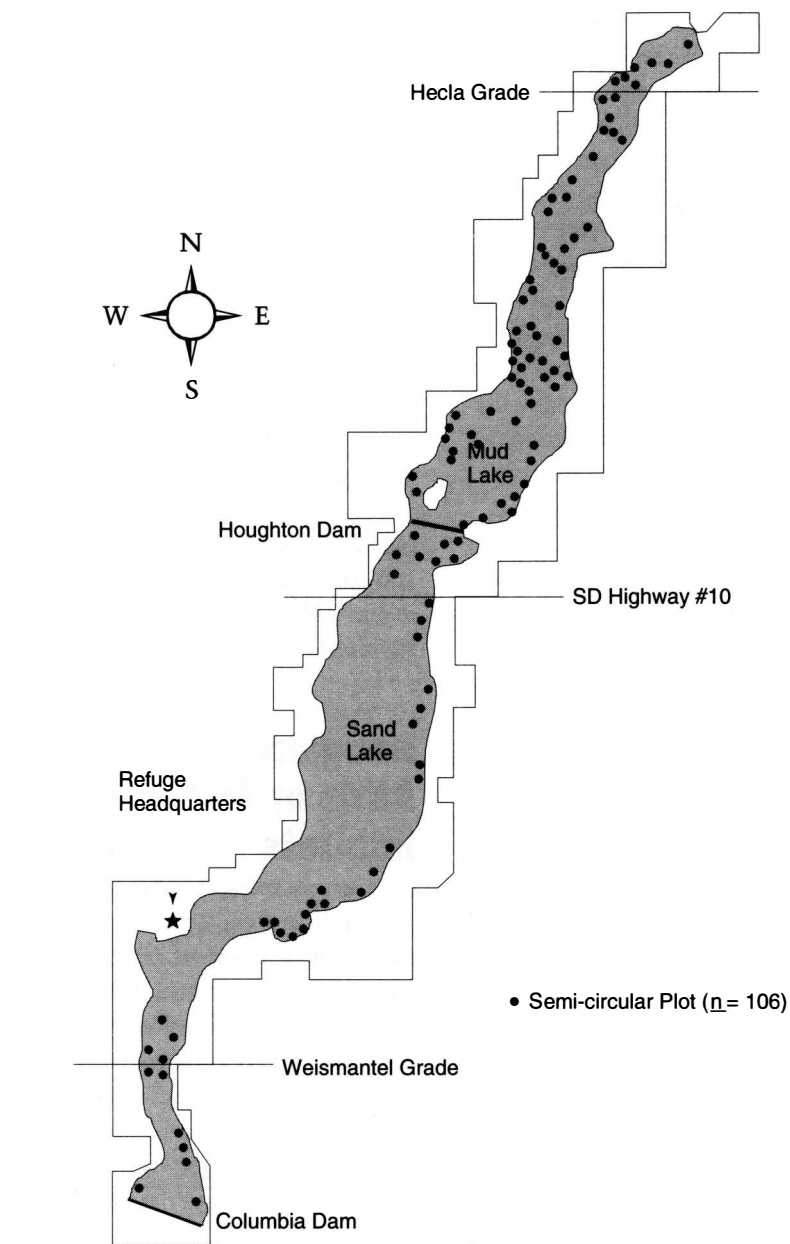 Hecla Grade
N
W
E
S
Mud
Lake
Houghton Dam
SD Highway #10
Sand
Lake
Refuge
Headquarters
Semi-circular Plot (n = 106)
Weismantel Grade
Columbia Dam